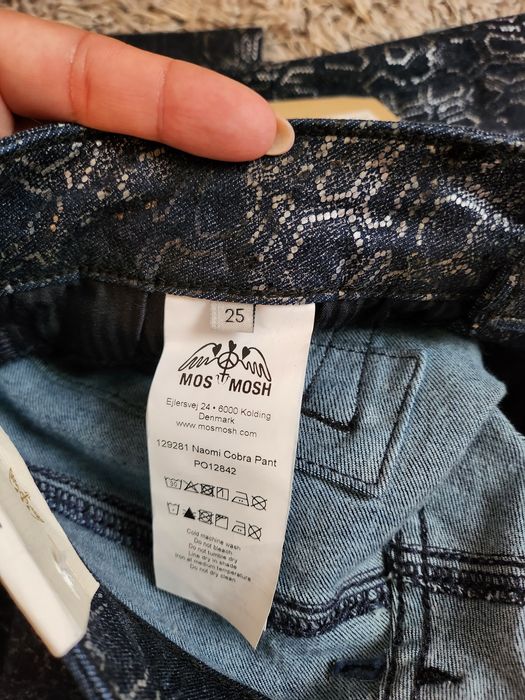 25
MOS MOSH
Ejlersvej 24 • 6000 Kolding
Denmark
www.mosmosh.com
129281 Naomi Cobra Pant
PO12842
Cold machine wash
Do not bleach
Do not tumble dry
Line dry in shade
Iron at medium temperature
Do not dry clean